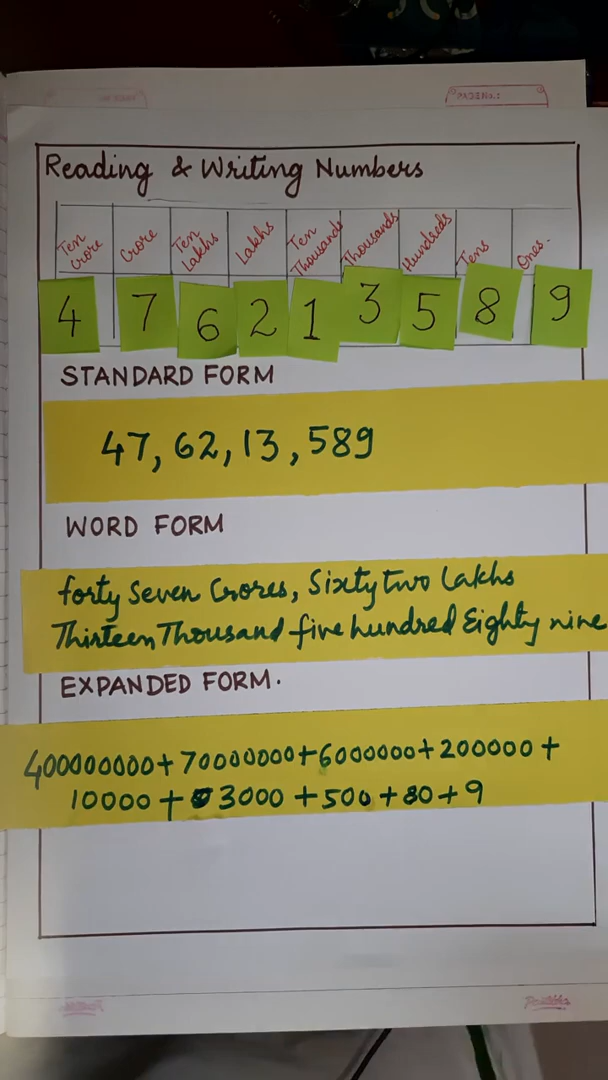 PAGE No.:
Reading & Writing Numbers
Ten Crore Crore Ten Lakhs Lakhs Ten Thousands Thousands Hundreds Tens Ones.
4 7 6 2 1 3 5 8 9
STANDARD FORM
47, 62, 13, 589
WORD FORM
forty Seven Crores, Sixty two Lakhs
Thirteen Thousand five hundred Eighty nine
EXPANDED FORM.
400000000+70000000+6000000+200000+
10000+3000+500+80+9